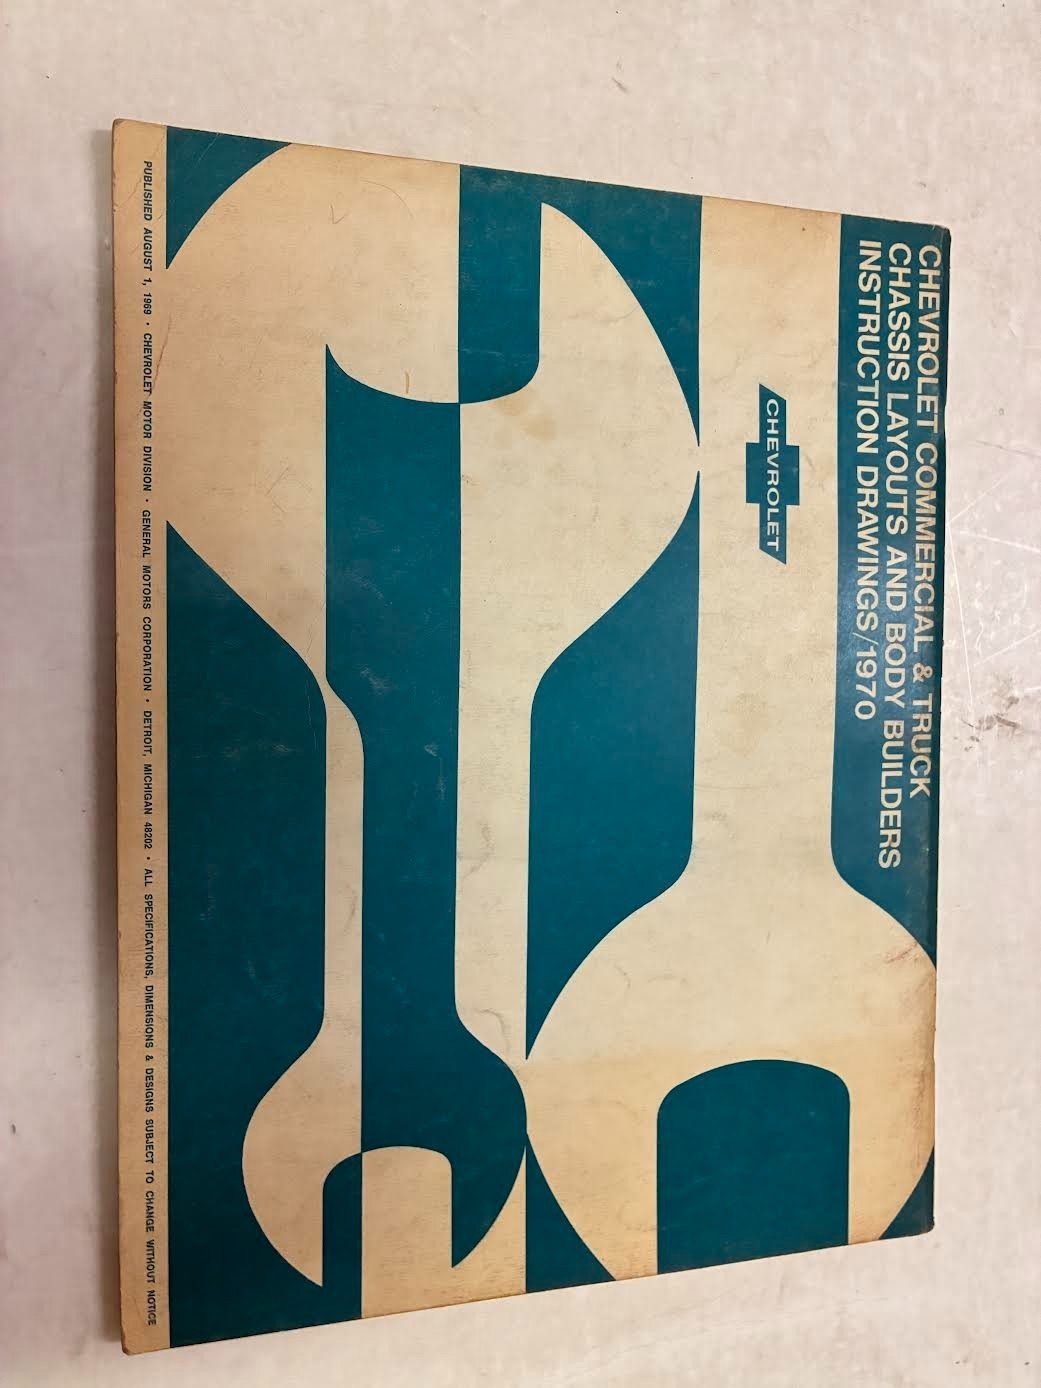 CHEVROLET COMMERCIAL & TRUCK
CHASSIS LAYOUTS AND BODY BUILDERS
INSTRUCTION DRAWINGS/1970
CHEVROLET
PUBLISHED AUGUST 1, 1969 • CHEVROLET MOTOR DIVISION • GENERAL MOTORS CORPORATION • DETROIT, MICHIGAN 48202 • ALL SPECIFICATIONS, DIMENSIONS & DESIGNS SUBJECT TO CHANGE WITHOUT NOTICE